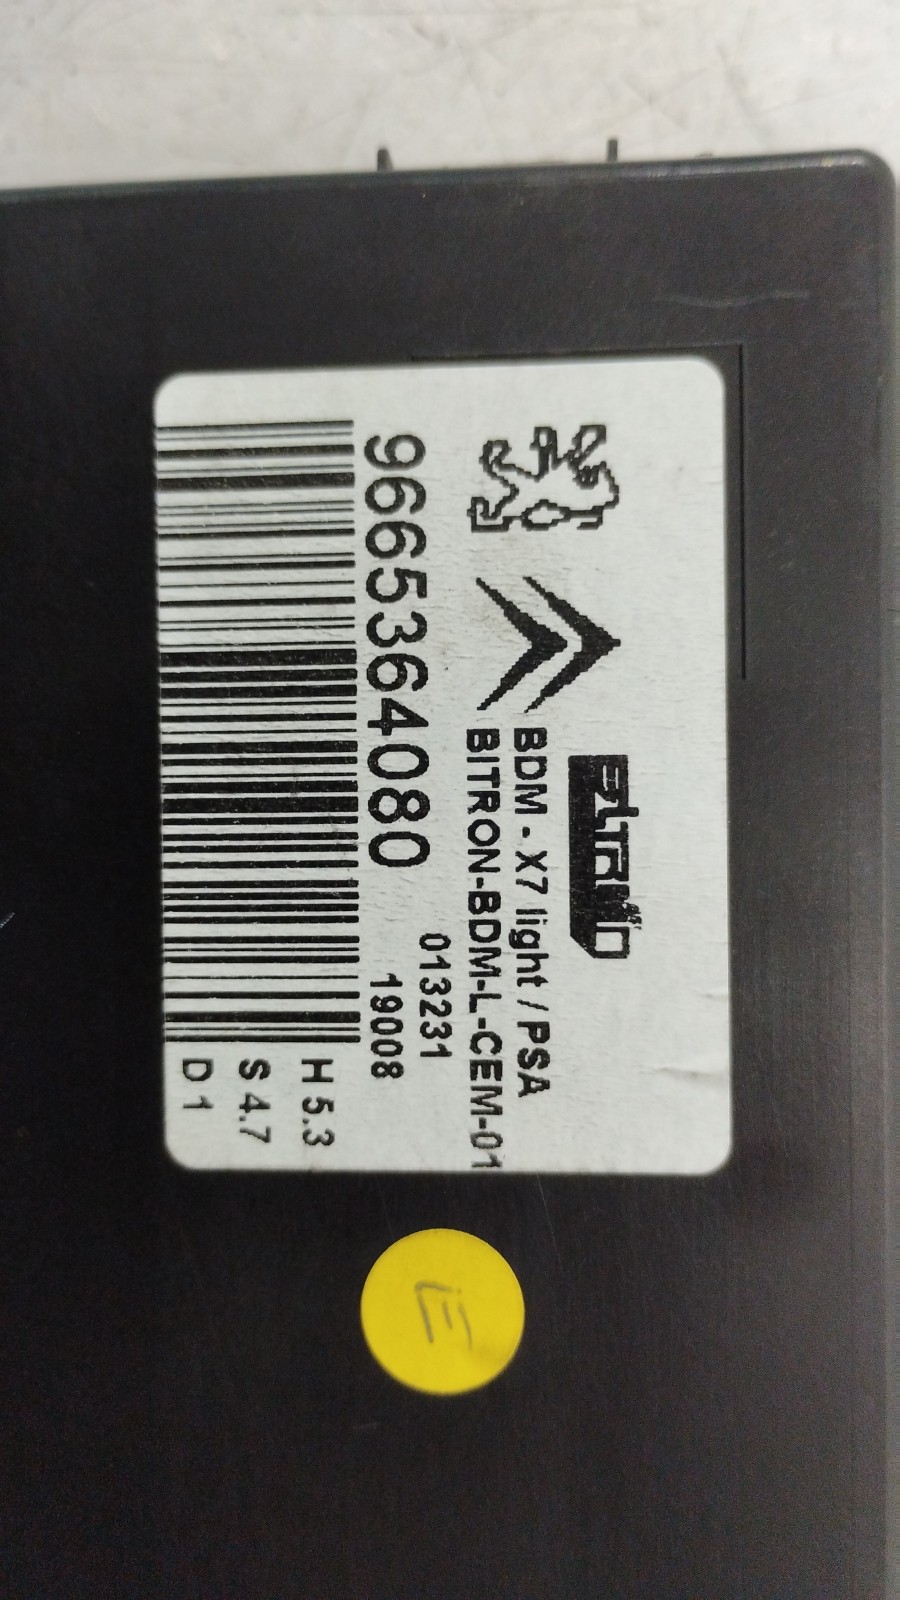 BITRON
BDM - X7 light / PSA
BITRON-BDM-L-CEM-01
013231
9665364080
19008
H 5.3
S 4.7
D 1
E